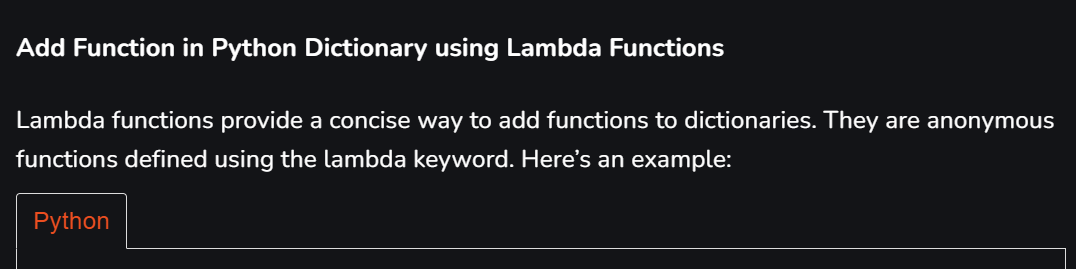 Add Function in Python Dictionary using Lambda Functions
Lambda functions provide a concise way to add functions to dictionaries. They are anonymous
functions defined using the lambda keyword. Here’s an example:
Python